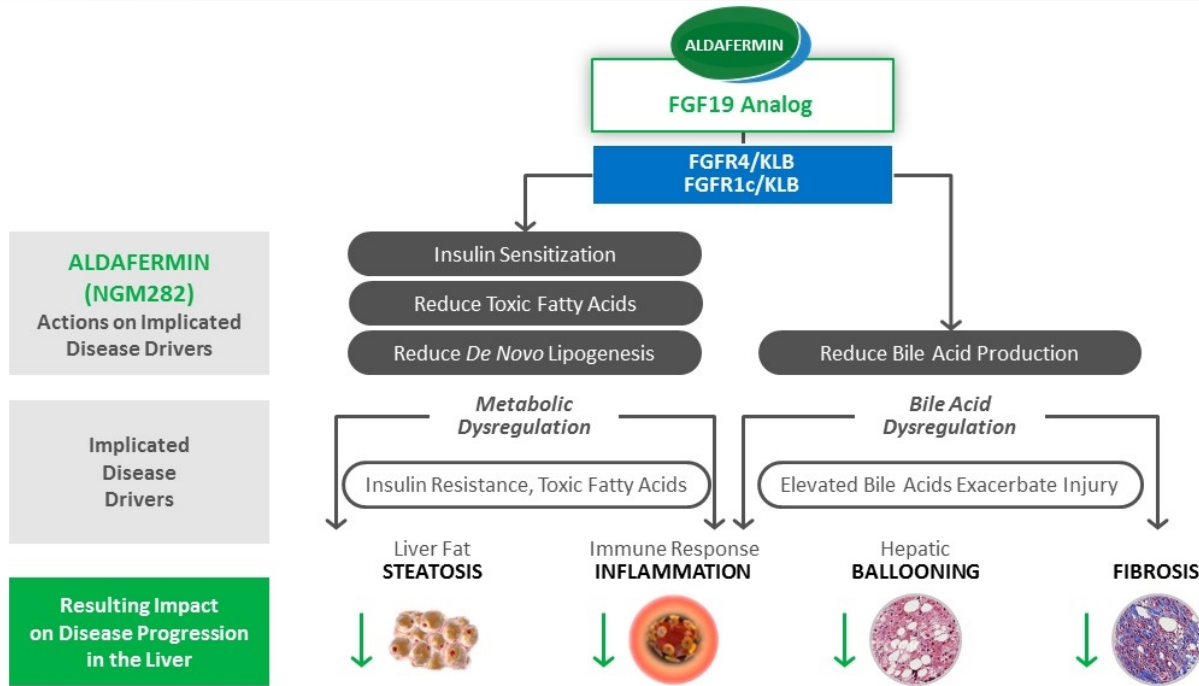 ALDAFERMIN
FGF19 Analog
FGFR4/KLB
FGFR1c/KLB
ALDAFERMIN
(NGM282)
Actions on Implicated
Disease Drivers
Insulin Sensitization
Reduce Toxic Fatty Acids
Reduce De Novo Lipogenesis
Reduce Bile Acid Production
Implicated
Disease
Drivers
Metabolic
Dysregulation
Bile Acid
Dysregulation
Insulin Resistance, Toxic Fatty Acids
Elevated Bile Acids Exacerbate Injury
Liver Fat
STEATOSIS
Immune Response
INFLAMMATION
Hepatic
BALLOONING
FIBROSIS
Resulting Impact
on Disease Progression
in the Liver